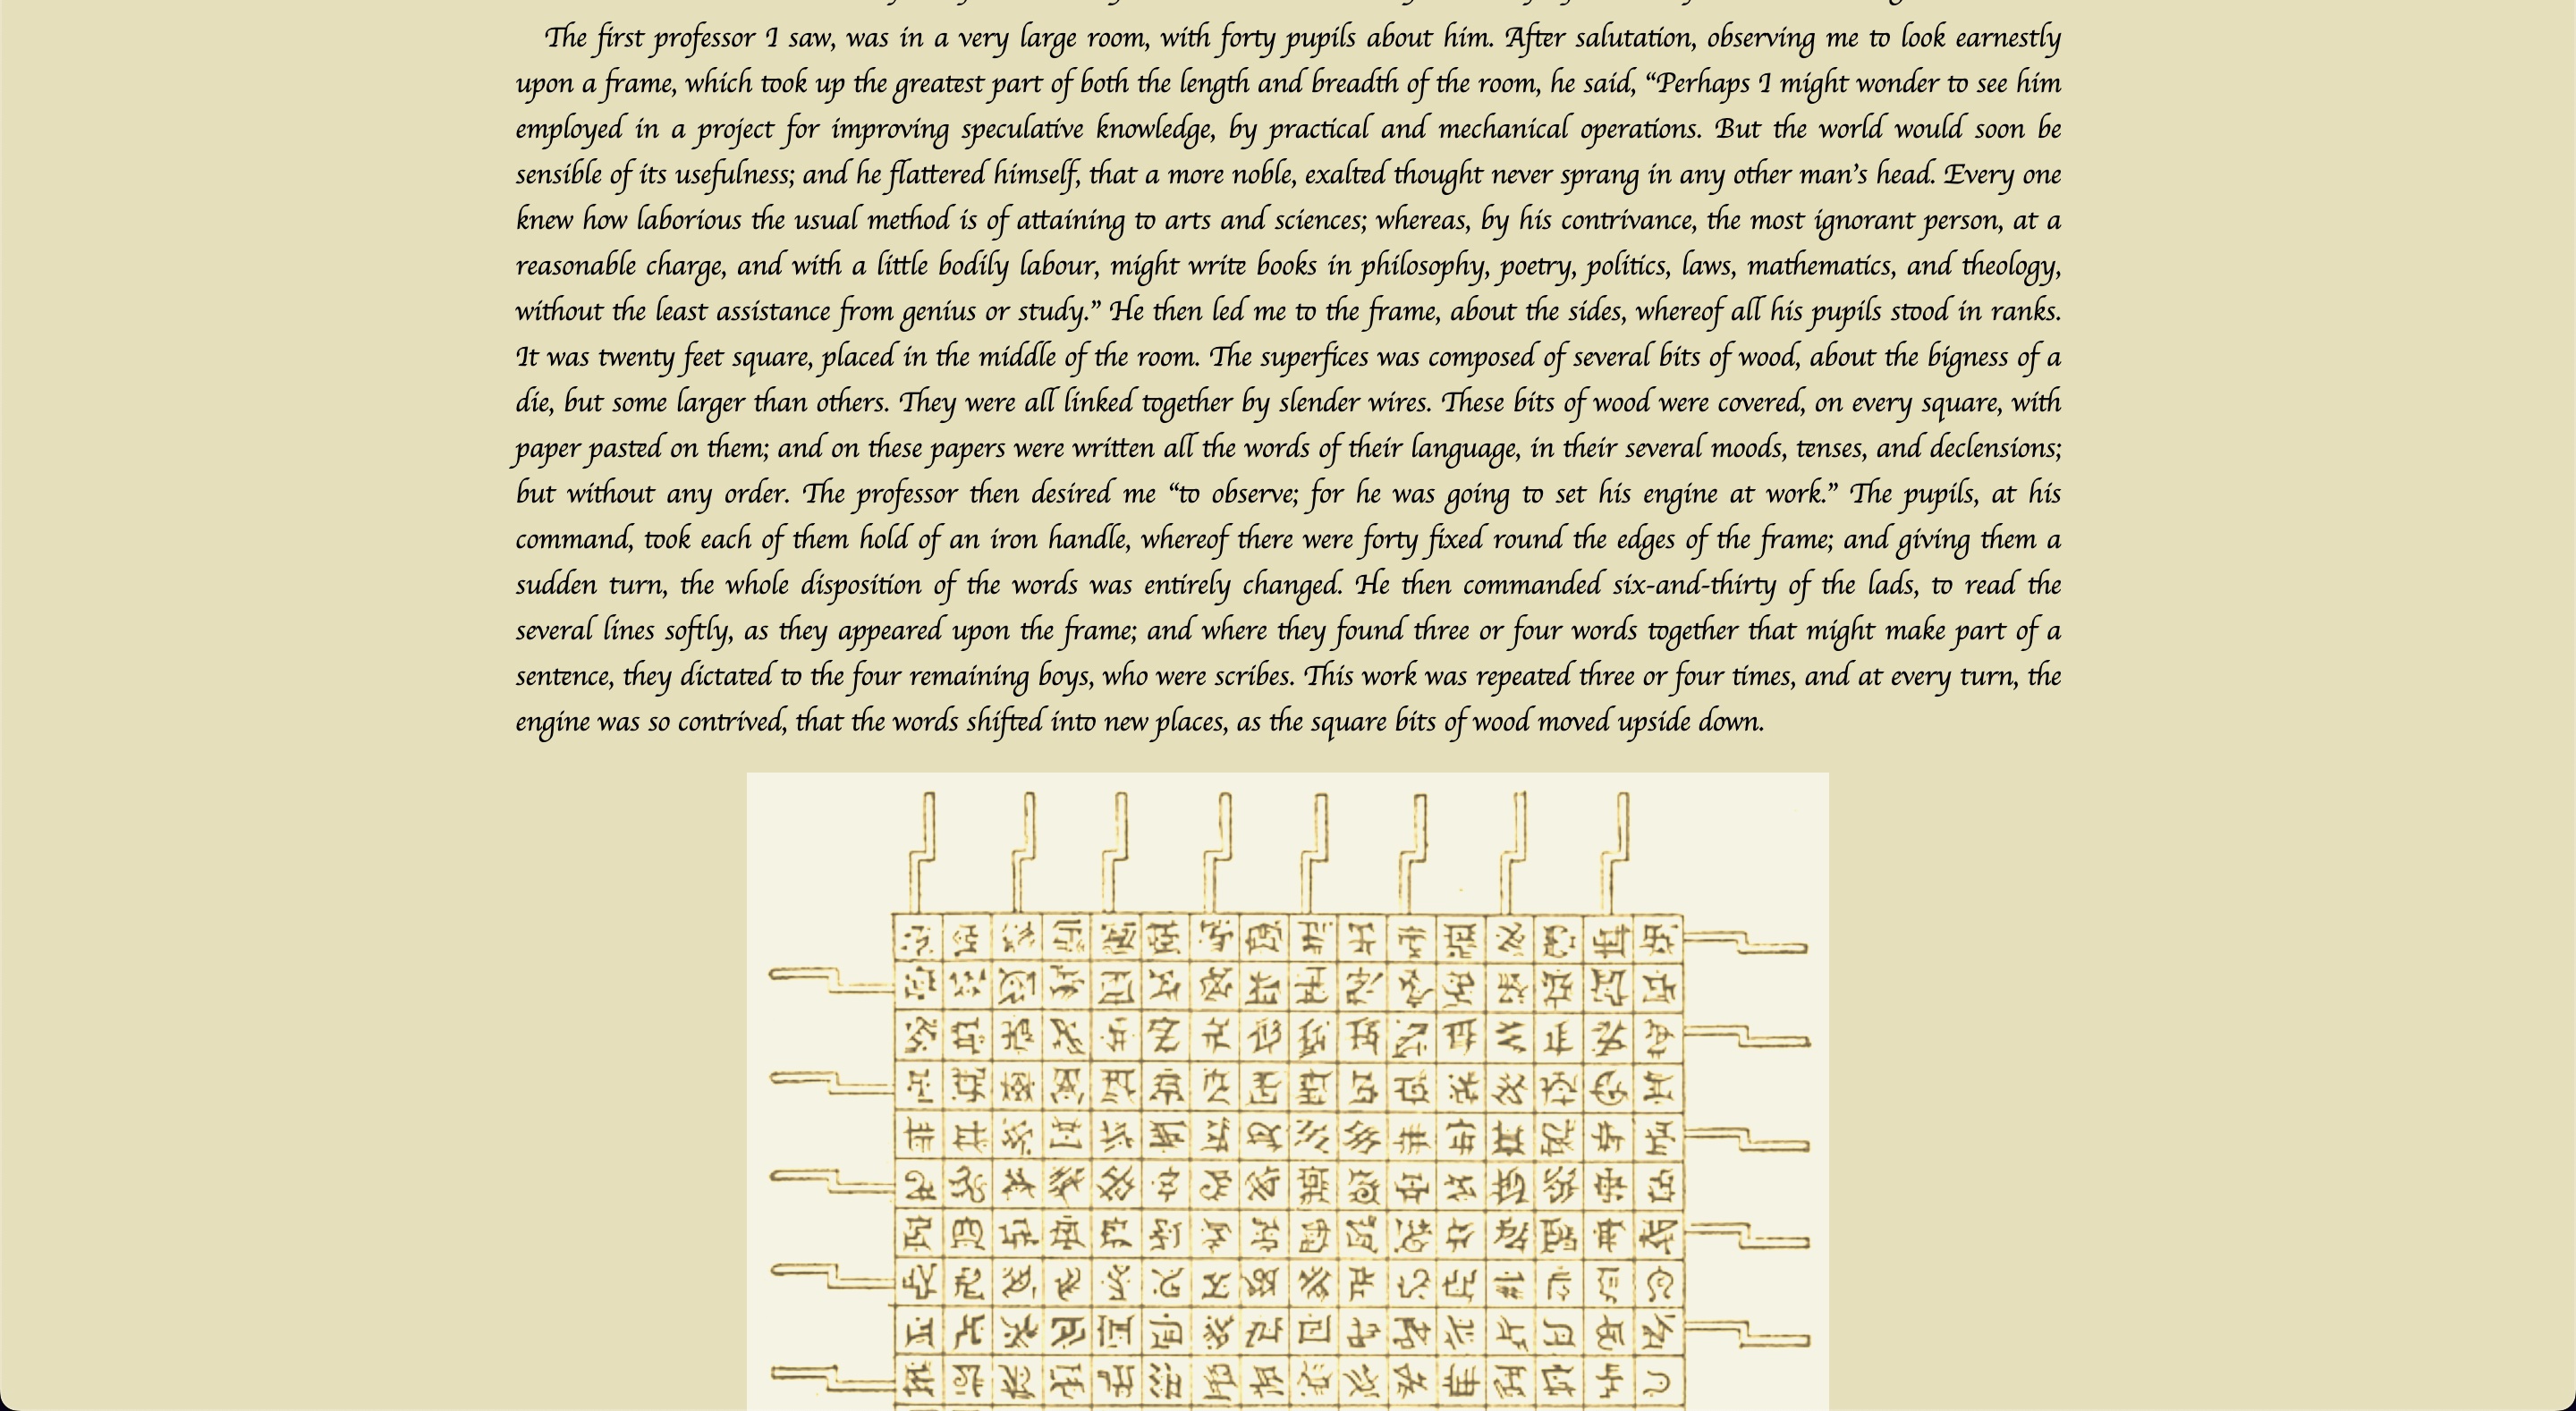 The first professor I saw, was in a very large room, with forty pupils about him. After salutation, observing me to look earnestly
upon a frame, which took up the greatest part of both the length and breadth of the room, he said, “Perhaps I might wonder to see him
employed in a project for improving speculative knowledge, by practical and mechanical operations. But the world would soon be
sensible of its usefulness; and he flattered himself, that a more noble, exalted thought never sprang in any other man’s head. Every one
knew how laborious the usual method is of attaining to arts and sciences; whereas, by his contrivance, the most ignorant person, at a
reasonable charge, and with a little bodily labour, might write books in philosophy, poetry, politics, laws, mathematics, and theology,
without the least assistance from genius or study.” He then led me to the frame, about the sides, whereof all his pupils stood in ranks.
It was twenty feet square, placed in the middle of the room. The superfices was composed of several bits of wood, about the bigness of a
die, but some larger than others. They were all linked together by slender wires. These bits of wood were covered, on every square, with
paper pasted on them; and on these papers were written all the words of their language, in their several moods, tenses, and declensions;
but without any order. The professor then desired me “to observe; for he was going to set his engine at work.” The pupils, at his
command, took each of them hold of an iron handle, whereof there were forty fixed round the edges of the frame; and giving them a
sudden turn, the whole disposition of the words was entirely changed. He then commanded six-and-thirty of the lads, to read the
several lines softly, as they appeared upon the frame; and where they found three or four words together that might make part of a
sentence, they dictated to the four remaining boys, who were scribes. This work was repeated three or four times, and at every turn, the
engine was so contrived, that the words shifted into new places, as the square bits of wood moved upside down.